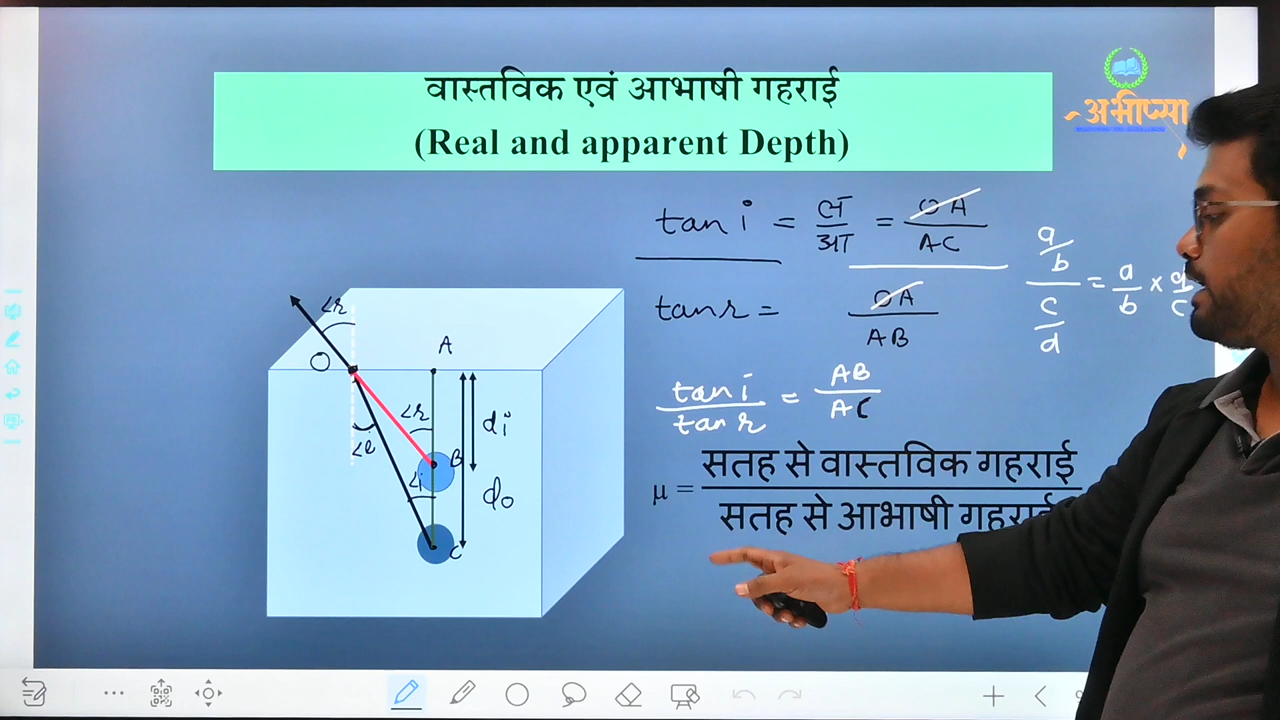 वास्तविक एवं आभाषी गहराई
(Real and apparent Depth)
अभीप्सा
tan i = लं/आ = OA/AC
tan r = OA/AB
a/b / c/d = a/b × d/c
tan i / tan r = AB/AC
μ = सतह से वास्तविक गहराई
सतह से आभाषी गहराई
∠r
O
A
∠r
di
∠i
B
∠i
do
C